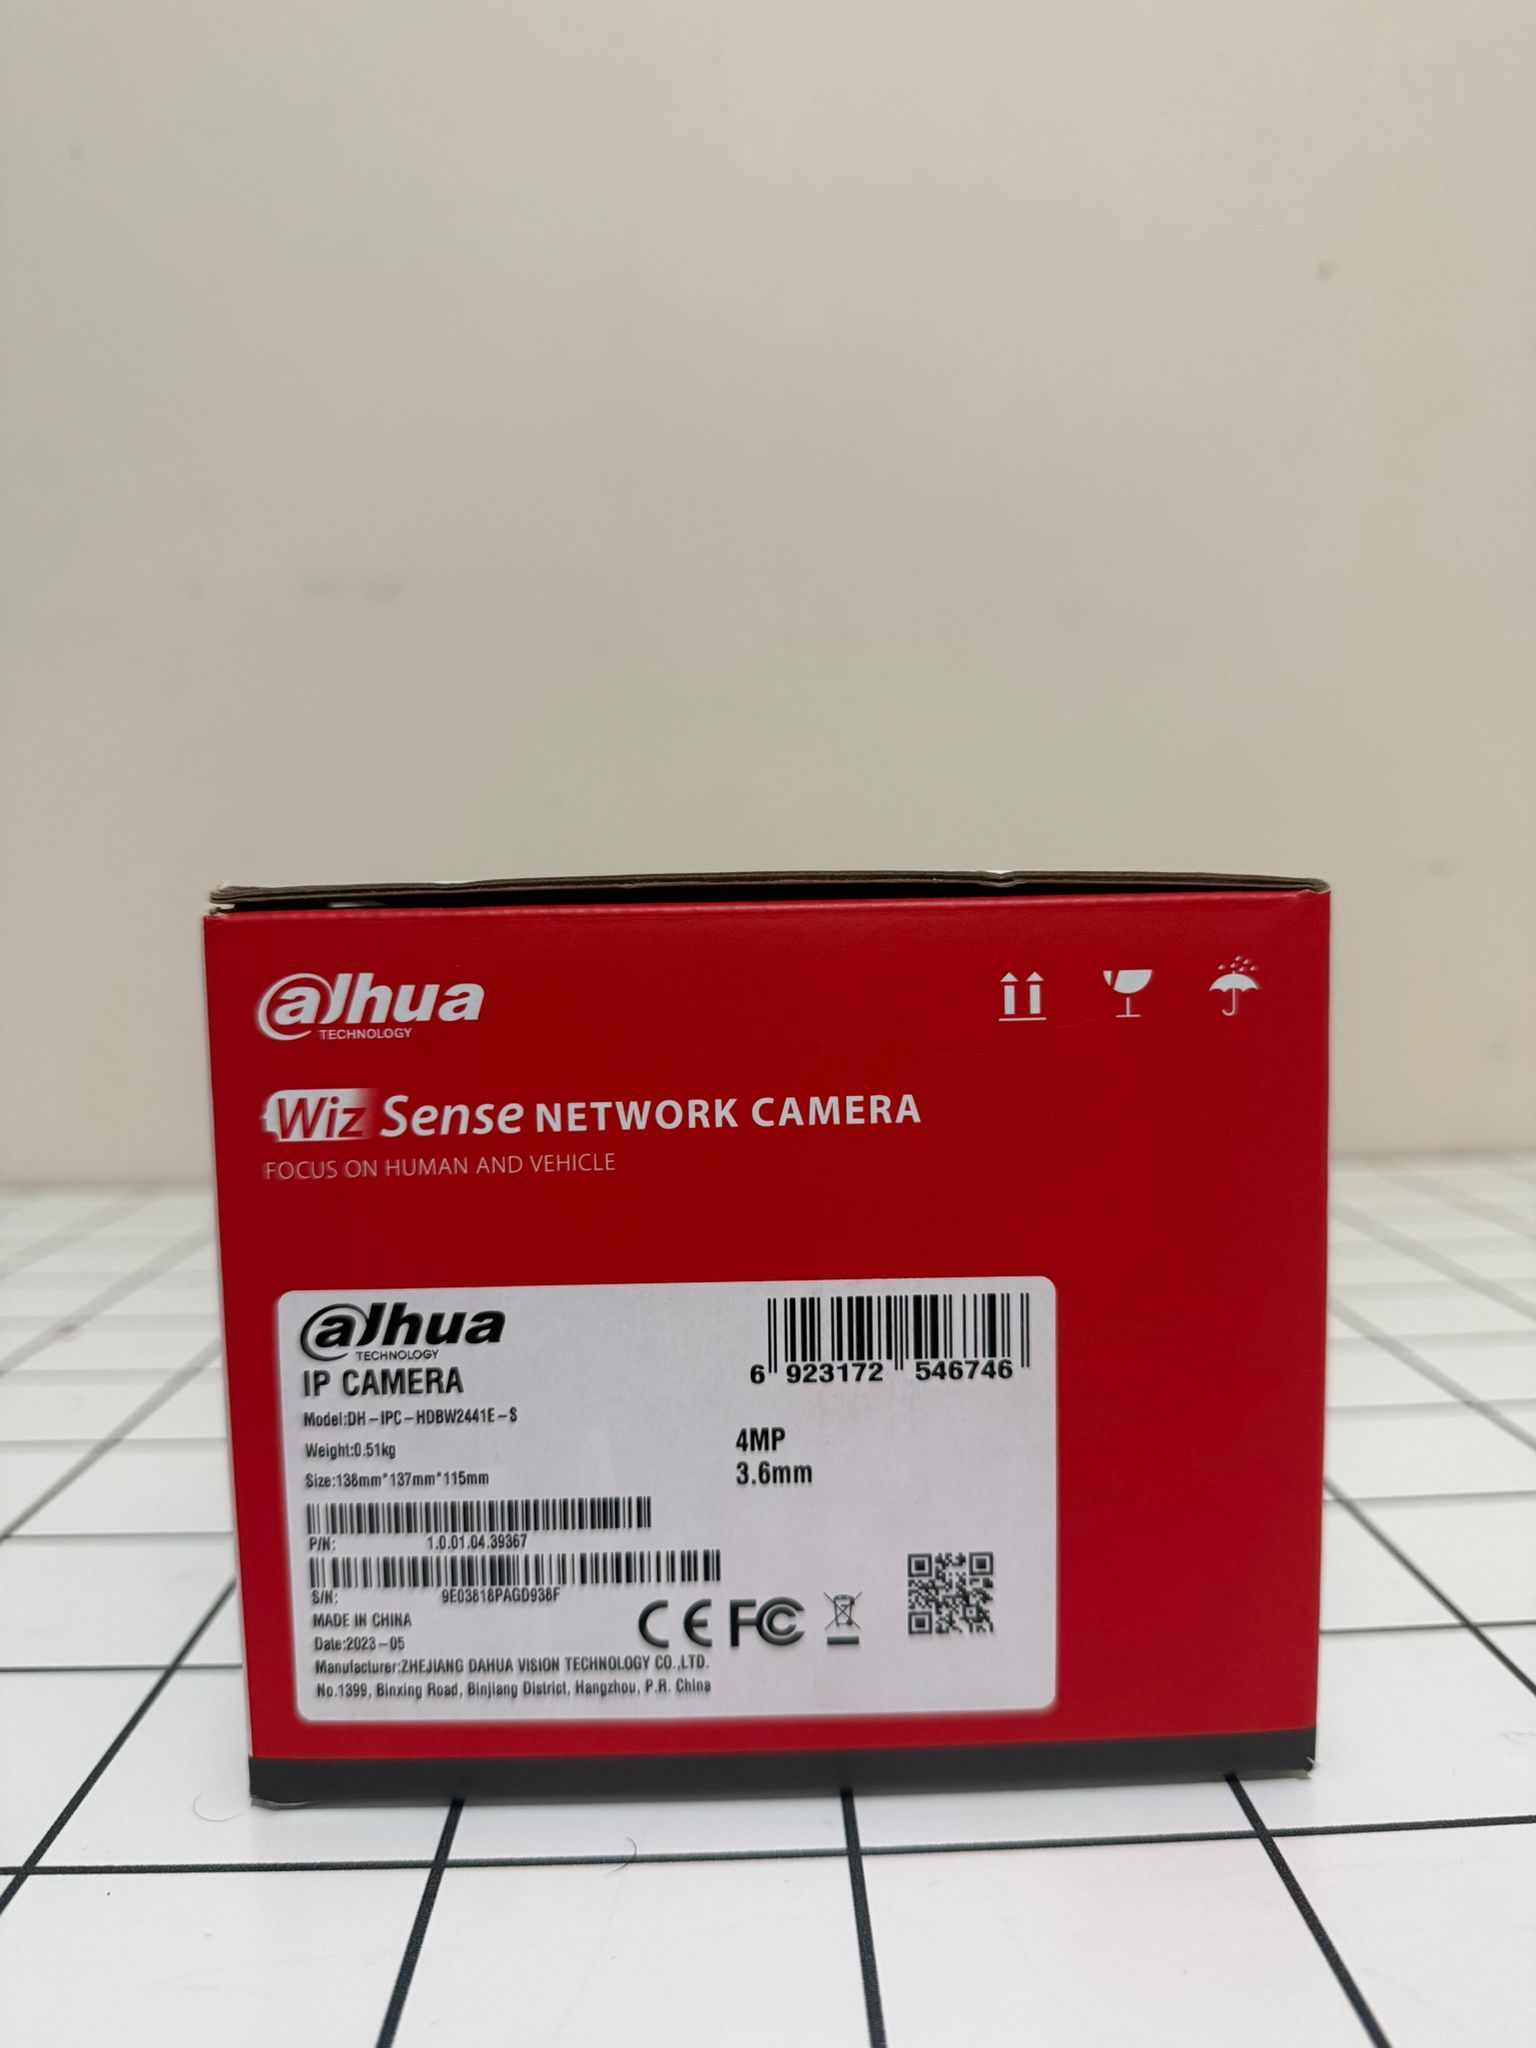 alhua
TECHNOLOGY
Wiz Sense NETWORK CAMERA
FOCUS ON HUMAN AND VEHICLE
alhua
TECHNOLOGY
IP CAMERA
6 923172 546746
Model:DH-IPC-HDBW2441E-S
Weight:0.51kg
4MP
Size:138mm*137mm*115mm
3.6mm
P/N: 1.0.01.04.39367
S/N: 9E03818PAGD938F
MADE IN CHINA
CE FC
Date:2023-05
Manufacturer:ZHEJIANG DAHUA VISION TECHNOLOGY CO.,LTD.
No.1399, Binxing Road, Binjiang District, Hangzhou, P.R. China